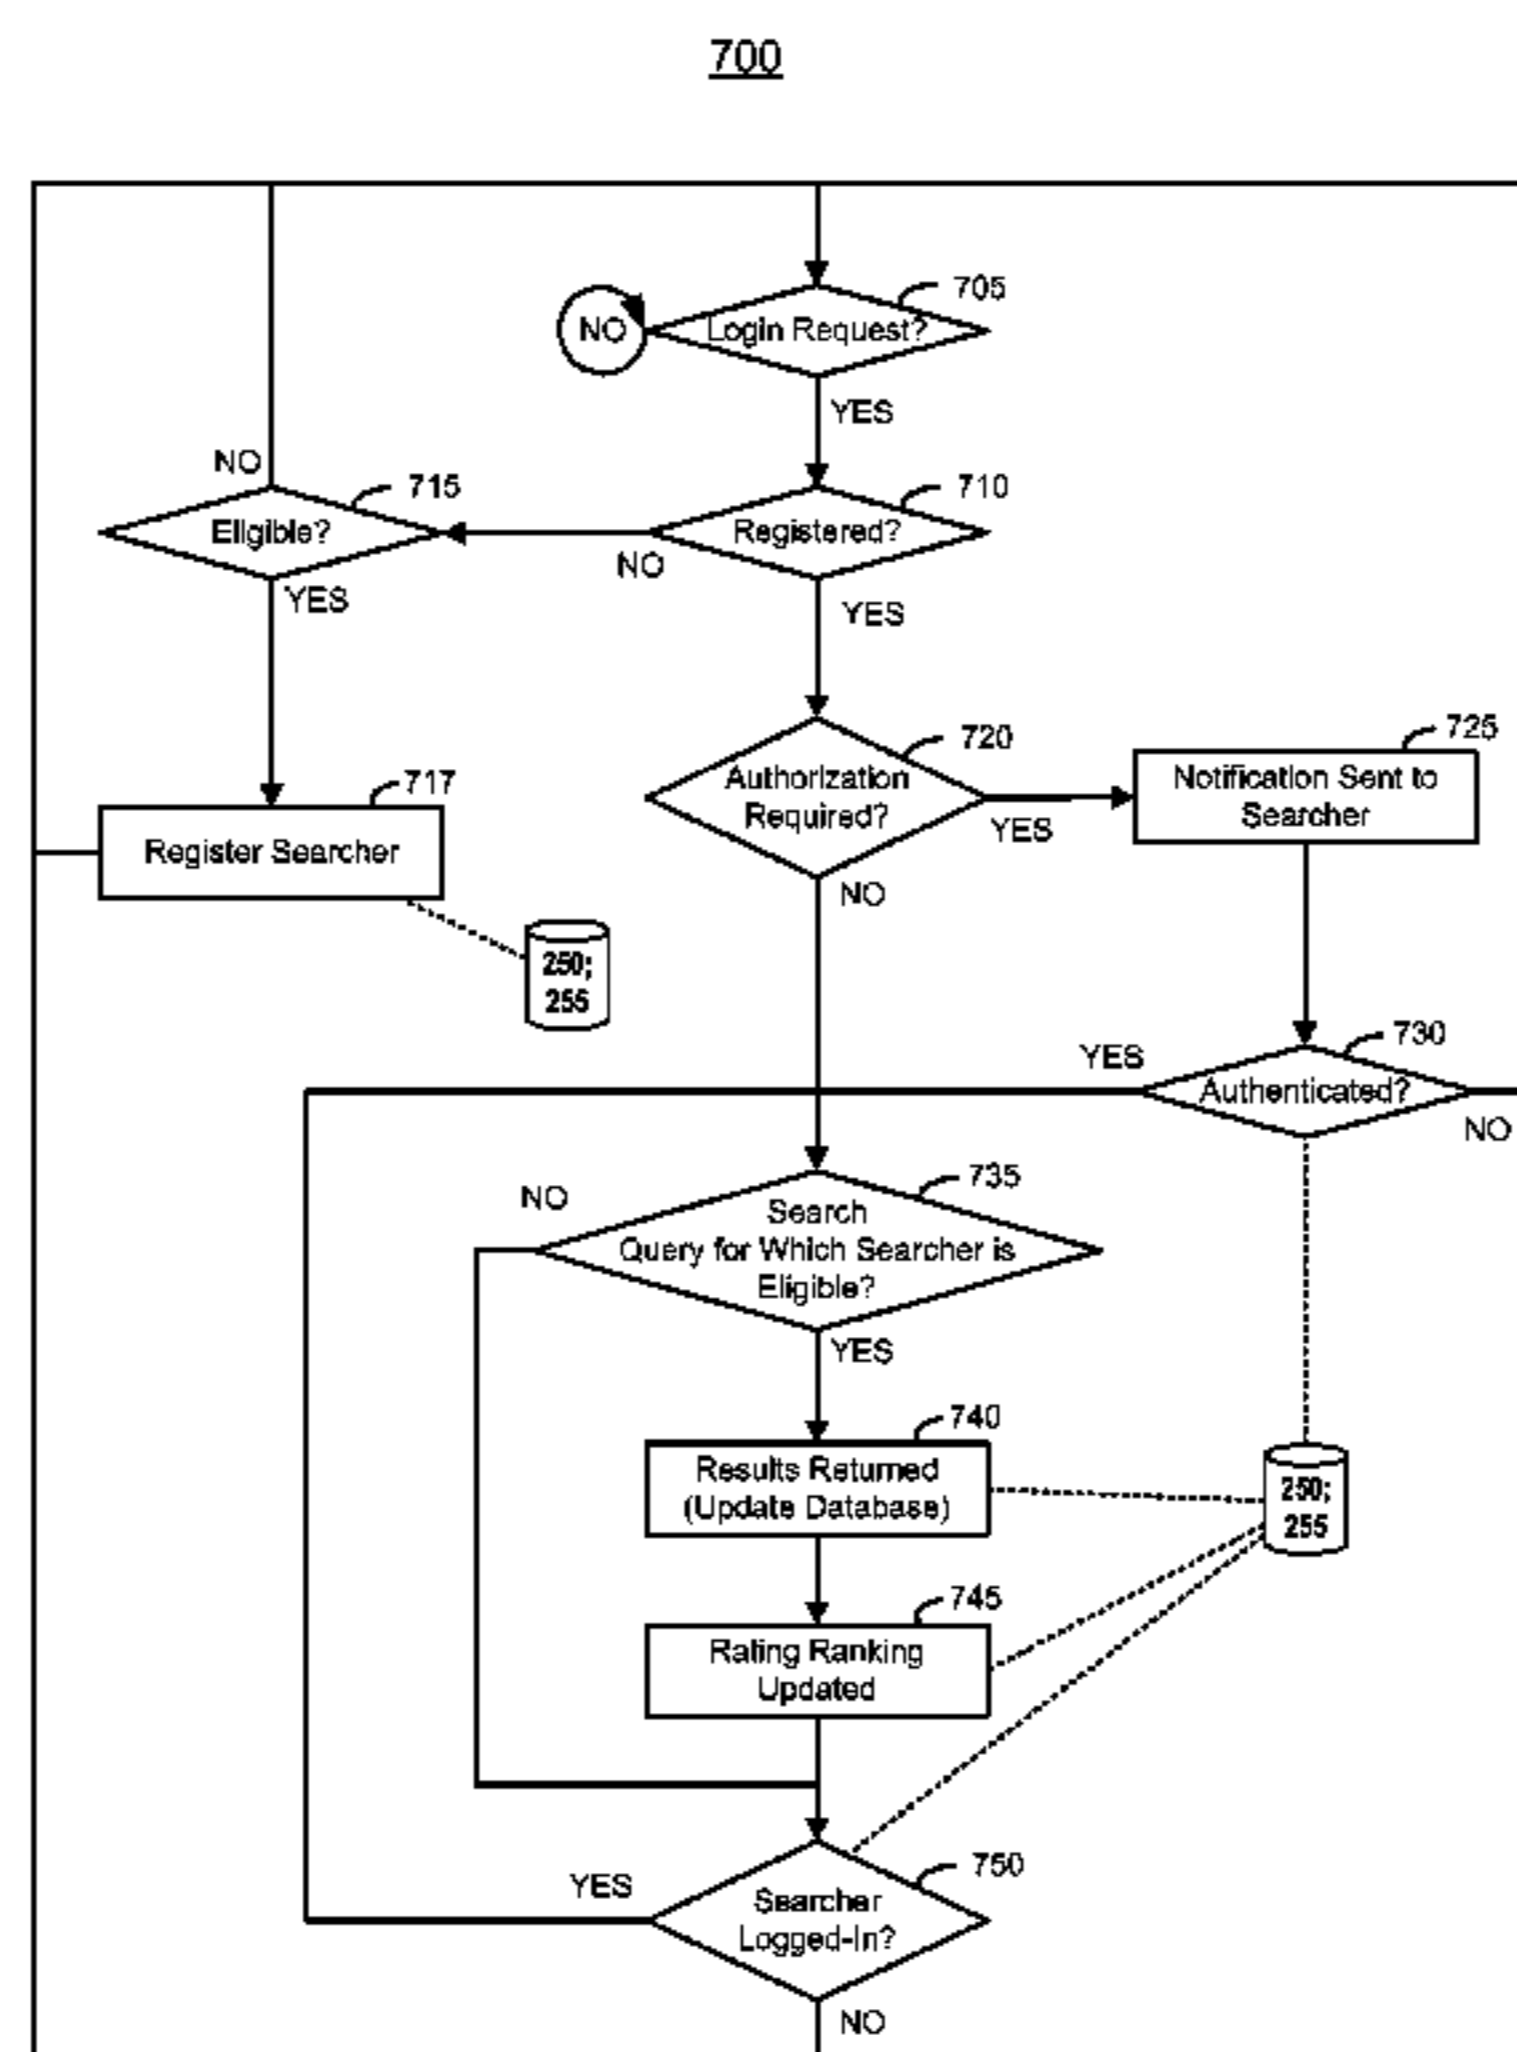 700
705
NO
Login Request?
YES
NO
715
710
Eligible?
Registered?
NO
YES
YES
720
725
Authorization
Required?
YES
Notification Sent to
Searcher
717
Register Searcher
NO
250;
255
730
YES
Authenticated?
NO
735
NO
Search
Query for Which Searcher is
Eligible?
YES
740
Results Returned
(Update Database)
250;
255
745
Rating Ranking
Updated
750
YES
Searcher
Logged-In?
NO